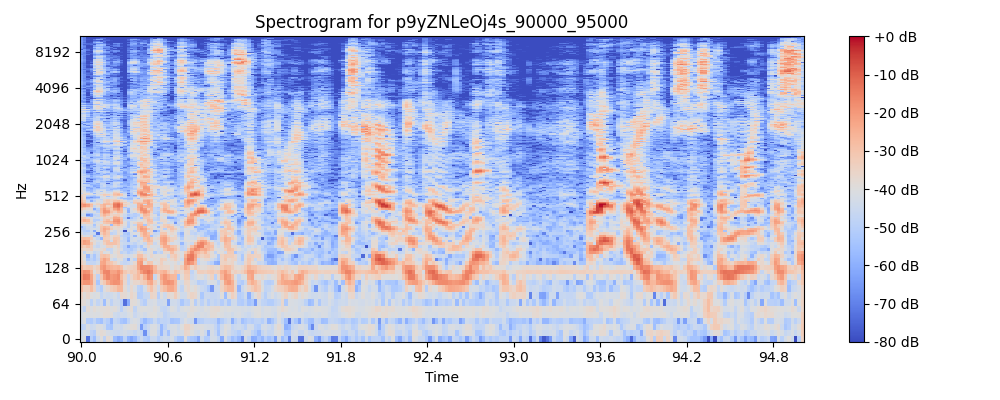 Spectrogram for p9yZNLeOj4s_90000_95000
8192
4096
2048
1024
512
256
128
64
0
Hz
90.0 90.6 91.2 91.8 92.4 93.0 93.6 94.2 94.8
Time
+0 dB
-10 dB
-20 dB
-30 dB
-40 dB
-50 dB
-60 dB
-70 dB
-80 dB